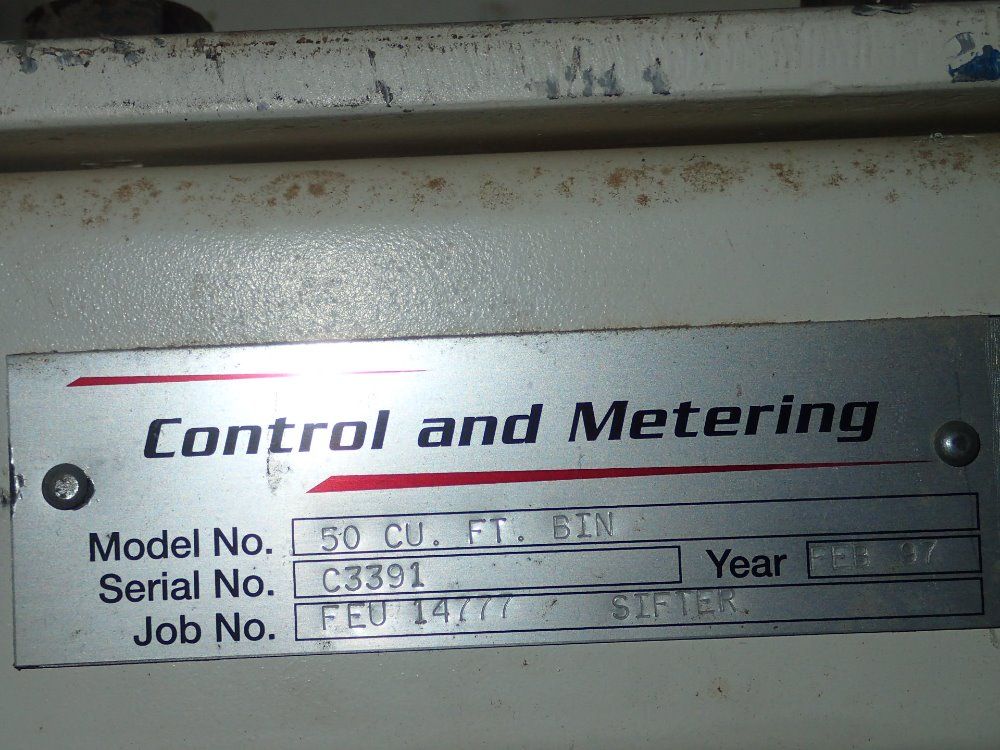 Control and Metering
Model No. 50 CU. FT. BIN
Serial No. C3391 Year FEB 97
Job No. FEU 14777 / SIFTER